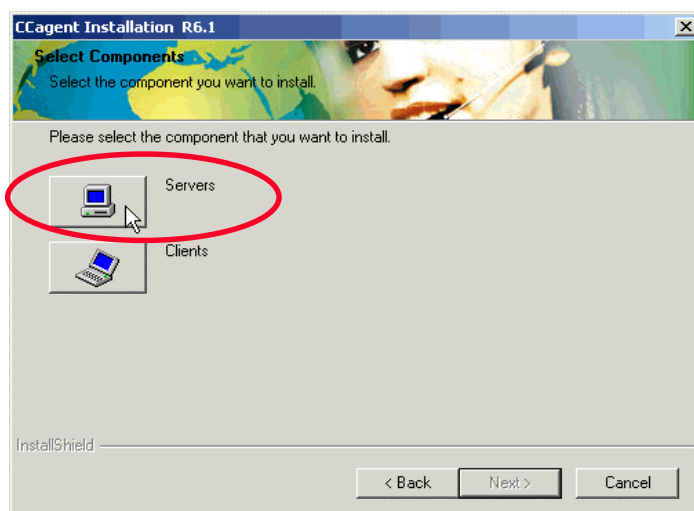 CCagent Installation R6.1
Select Components
Select the component you want to install.
Please select the component that you want to install.
Servers
Clients
InstallShield
< Back
Next >
Cancel